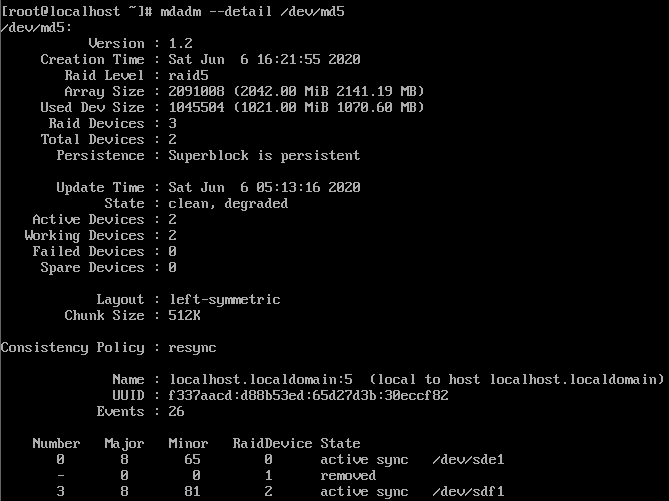 [root@localhost ~]# mdadm --detail /dev/md5
/dev/md5:
Version : 1.2
Creation Time : Sat Jun 6 16:21:55 2020
Raid Level : raid5
Array Size : 2091008 (2042.00 MiB 2141.19 MB)
Used Dev Size : 1045504 (1021.00 MiB 1070.60 MB)
Raid Devices : 3
Total Devices : 2
Persistence : Superblock is persistent
Update Time : Sat Jun 6 05:13:16 2020
State : clean, degraded
Active Devices : 2
Working Devices : 2
Failed Devices : 0
Spare Devices : 0
Layout : left-symmetric
Chunk Size : 512K
Consistency Policy : resync
Name : localhost.localdomain:5 (local to host localhost.localdomain)
UUID : f337aacd:d88b53ed:65d27d3b:30eccf82
Events : 26
Number Major Minor RaidDevice State
0 8 65 0 active sync /dev/sde1
- 0 0 1 removed
3 8 81 2 active sync /dev/sdf1